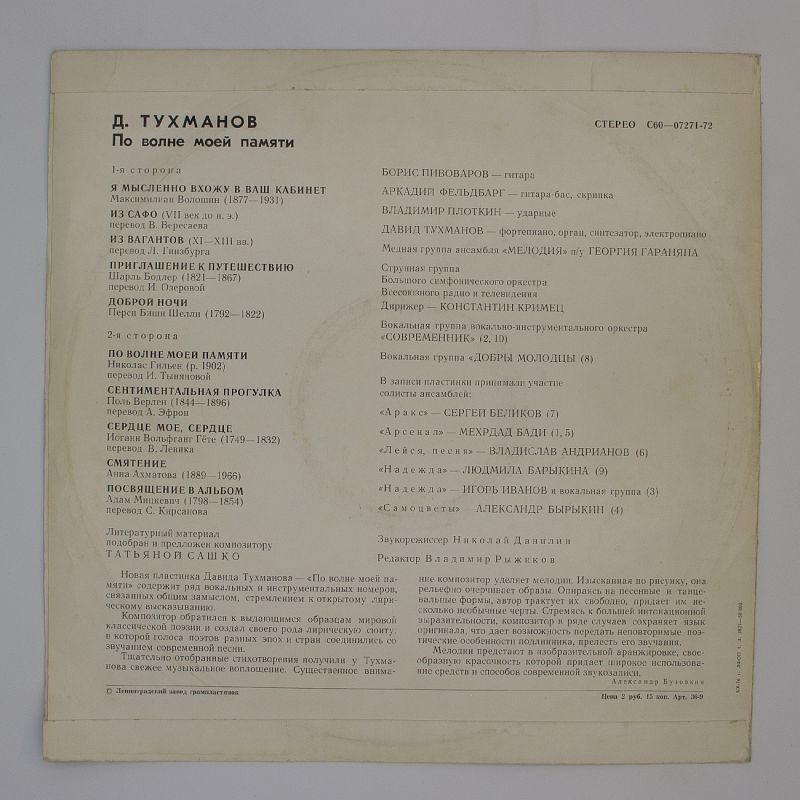 Д. ТУХМАНОВ
По волне моей памяти
СТЕРЕО С60—07271-72
1-я сторона
Я МЫСЛЕННО ВХОЖУ В ВАШ КАБИНЕТ
Максимилиан Волошин (1877—1931)
ИЗ САФО (VII век до н. э.)
перевод В. Вересаева
ИЗ ВАГАНТОВ (XI—XIII вв.)
перевод Л. Гинзбурга
ПРИГЛАШЕНИЕ К ПУТЕШЕСТВИЮ
Шарль Бодлер (1821—1867)
перевод И. Озеровой
ДОБРОЙ НОЧИ
Перси Биши Шелли (1792—1822)
2-я сторона
ПО ВОЛНЕ МОЕЙ ПАМЯТИ
Николас Гильен (р. 1902)
перевод И. Тыняновой
СЕНТИМЕНТАЛЬНАЯ ПРОГУЛКА
Поль Верлен (1844—1896)
перевод А. Эфрон
СЕРДЦЕ МОЕ, СЕРДЦЕ
Иоганн Вольфганг Гёте (1749—1832)
перевод В. Левика
СМЯТЕНИЕ
Анна Ахматова (1889—1966)
ПОСВЯЩЕНИЕ В АЛЬБОМ
Адам Мицкевич (1798—1854)
перевод С. Кирсанова
Литературный материал
подобран и предложен композитору
ТАТЬЯНОЙ САШКО
БОРИС ПИВОВАРОВ — гитара
АРКАДИЙ ФЕЛЬДБАРГ — гитара-бас, скрипка
ВЛАДИМИР ПЛОТКИН — ударные
ДАВИД ТУХМАНОВ — фортепиано, орган, синтезатор, электропиано
Медная группа ансамбля «МЕЛОДИЯ» п/у ГЕОРГИЯ ГАРАНЯНА
Струнная группа
Большого симфонического оркестра
Всесоюзного радио и телевидения
Дирижер — КОНСТАНТИН КРИМЕЦ
Вокальная группа вокально-инструментального оркестра
«СОВРЕМЕННИК» (2, 10)
Вокальная группа «ДОБРЫ МОЛОДЦЫ (8)
В записи пластинки принимали участие
солисты ансамблей:
«Аракс» — СЕРГЕЙ БЕЛИКОВ (7)
«Арсенал» — МЕХРДАД БАДИ (1, 5)
«Лейся, песня» — ВЛАДИСЛАВ АНДРИАНОВ (6)
«Надежда» — ЛЮДМИЛА БАРЫКИНА (9)
«Надежда» — ИГОРЬ ИВАНОВ и вокальная группа (3)
«Самоцветы» — АЛЕКСАНДР БЫРЫКИН (4)
Звукорежиссер Николай Данилин
Редактор Владимир Рыжиков
Новая пластинка Давида Тухманова — «По волне моей па-
мяти» содержит ряд вокальных и инструментальных номеров,
связанных общим замыслом, стремлением к открытому лири-
ческому высказыванию.
Композитор обратился к выдающимся образцам мировой
классической поэзии и создал своего рода лирическую сюиту,
в которой голоса поэтов разных эпох и стран соединились со
звучанием современной песни.
Тщательно отобранные стихотворения получили у Тухма-
нова свежее музыкальное воплощение. Существенное внима-
ние композитор уделяет мелодии. Изысканная по рисунку, она
рельефно очерчивает образы. Опираясь на песенные и танце-
вальные формы, автор трактует их свободно, придает им не-
сколько необычные черты. Стремясь к большей интонационной
выразительности, композитор в ряде случаев сохраняет язык
оригинала, что дает возможность передать неповторимые поэ-
тические особенности подлинника, прелесть его звучания.
Мелодии предстают в изобразительной аранжировке, свое-
образную красочность которой придает широкое использова-
ние средств и способов современной звукозаписи.
Александр Бузовкин
© Ленинградский завод грампластинок
Цена 2 руб. 15 коп. Арт. 36-9